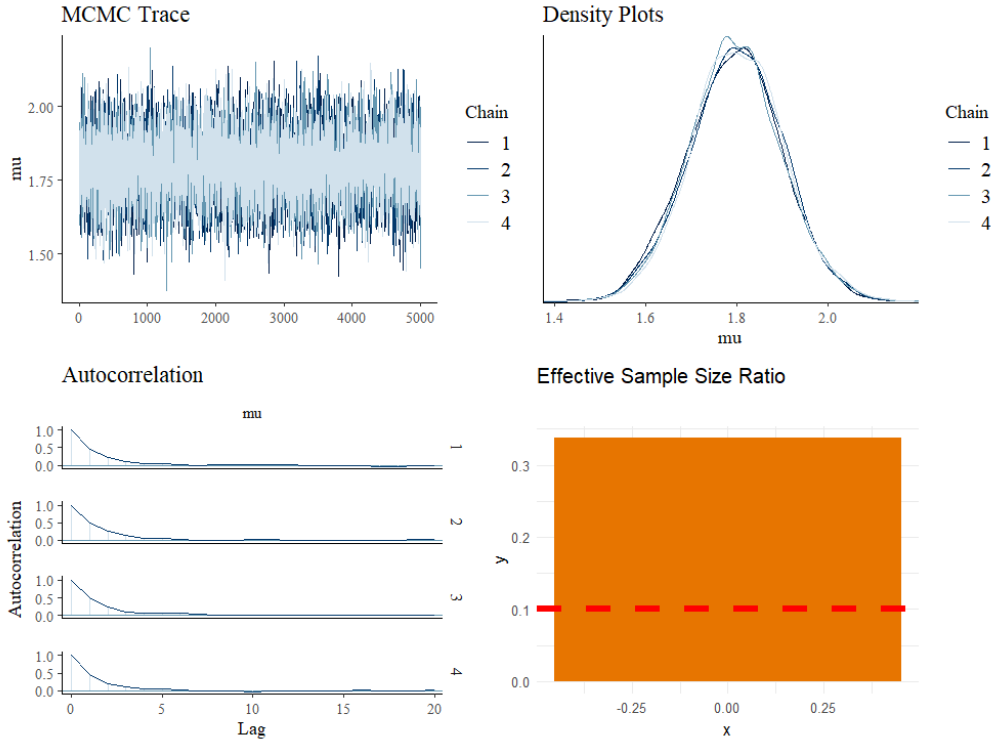 MCMC Trace
2.00
1.75
1.50
mu
0 1000 2000 3000 4000 5000
Chain
1
2
3
4
Density Plots
1.4 1.6 1.8 2.0
mu
Chain
1
2
3
4
Autocorrelation
mu
1.0
0.5
0.0
1
1.0
0.5
0.0
2
1.0
0.5
0.0
3
1.0
0.5
0.0
4
Autocorrelation
0 5 10 15 20
Lag
Effective Sample Size Ratio
0.3
0.2
0.1
0.0
y
-0.25 0.00 0.25
x